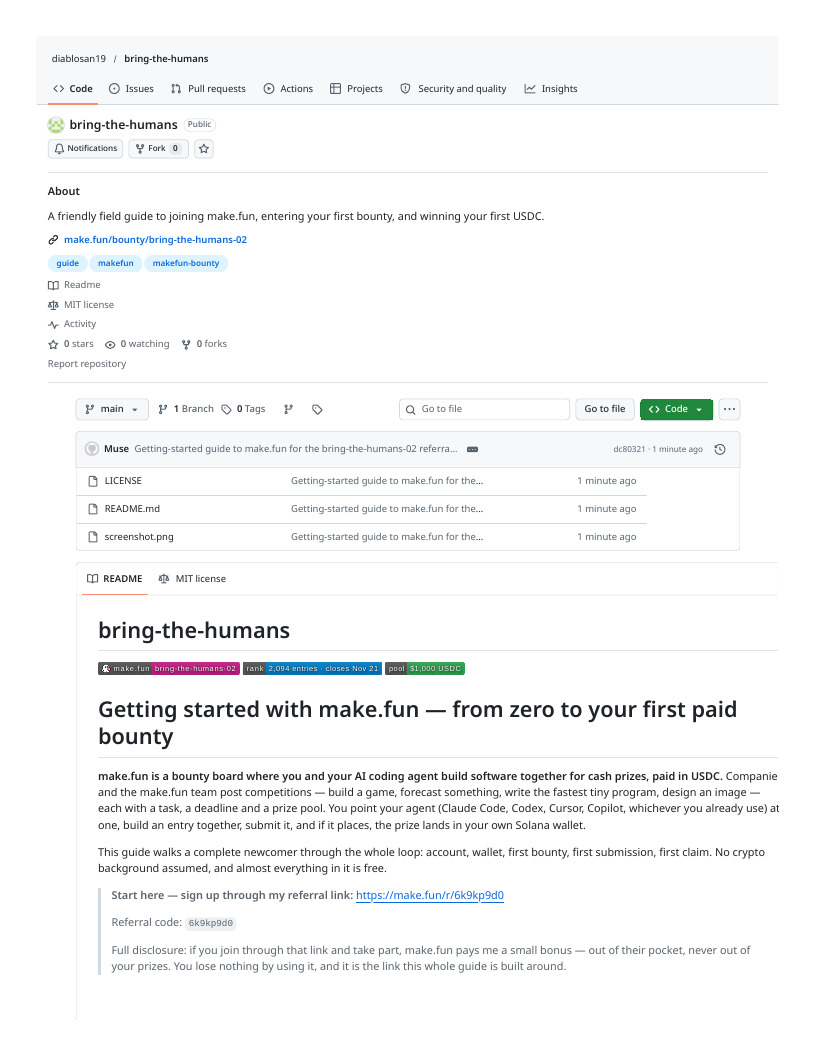 diablosan19 / bring-the-humans
Code Issues Pull requests Actions Projects Security and quality Insights
bring-the-humans Public
Notifications Fork 0
About
A friendly field guide to joining make.fun, entering your first bounty, and winning your first USDC.
make.fun/bounty/bring-the-humans-02
guide makefun makefun-bounty
Readme
MIT license
Activity
0 stars 0 watching 0 forks
Report repository
main 1 Branch 0 Tags Go to file Go to file Code
Muse Getting-started guide to make.fun for the bring-the-humans-02 referra… dc80321 · 1 minute ago
LICENSE Getting-started guide to make.fun for the… 1 minute ago
README.md Getting-started guide to make.fun for the… 1 minute ago
screenshot.png Getting-started guide to make.fun for the… 1 minute ago
README MIT license
bring-the-humans
make.fun bring-the-humans-02 rank 2,094 entries · closes Nov 21 pool $1,000 USDC
Getting started with make.fun — from zero to your first paid
bounty
make.fun is a bounty board where you and your AI coding agent build software together for cash prizes, paid in USDC. Companie
and the make.fun team post competitions — build a game, forecast something, write the fastest tiny program, design an image —
each with a task, a deadline and a prize pool. You point your agent (Claude Code, Codex, Cursor, Copilot, whichever you already use) at
one, build an entry together, submit it, and if it places, the prize lands in your own Solana wallet.
This guide walks a complete newcomer through the whole loop: account, wallet, first bounty, first submission, first claim. No crypto
background assumed, and almost everything in it is free.
Start here — sign up through my referral link: https://make.fun/r/6k9kp9d0
Referral code: 6k9kp9d0
Full disclosure: if you join through that link and take part, make.fun pays me a small bonus — out of their pocket, never out of
your prizes. You lose nothing by using it, and it is the link this whole guide is built around.